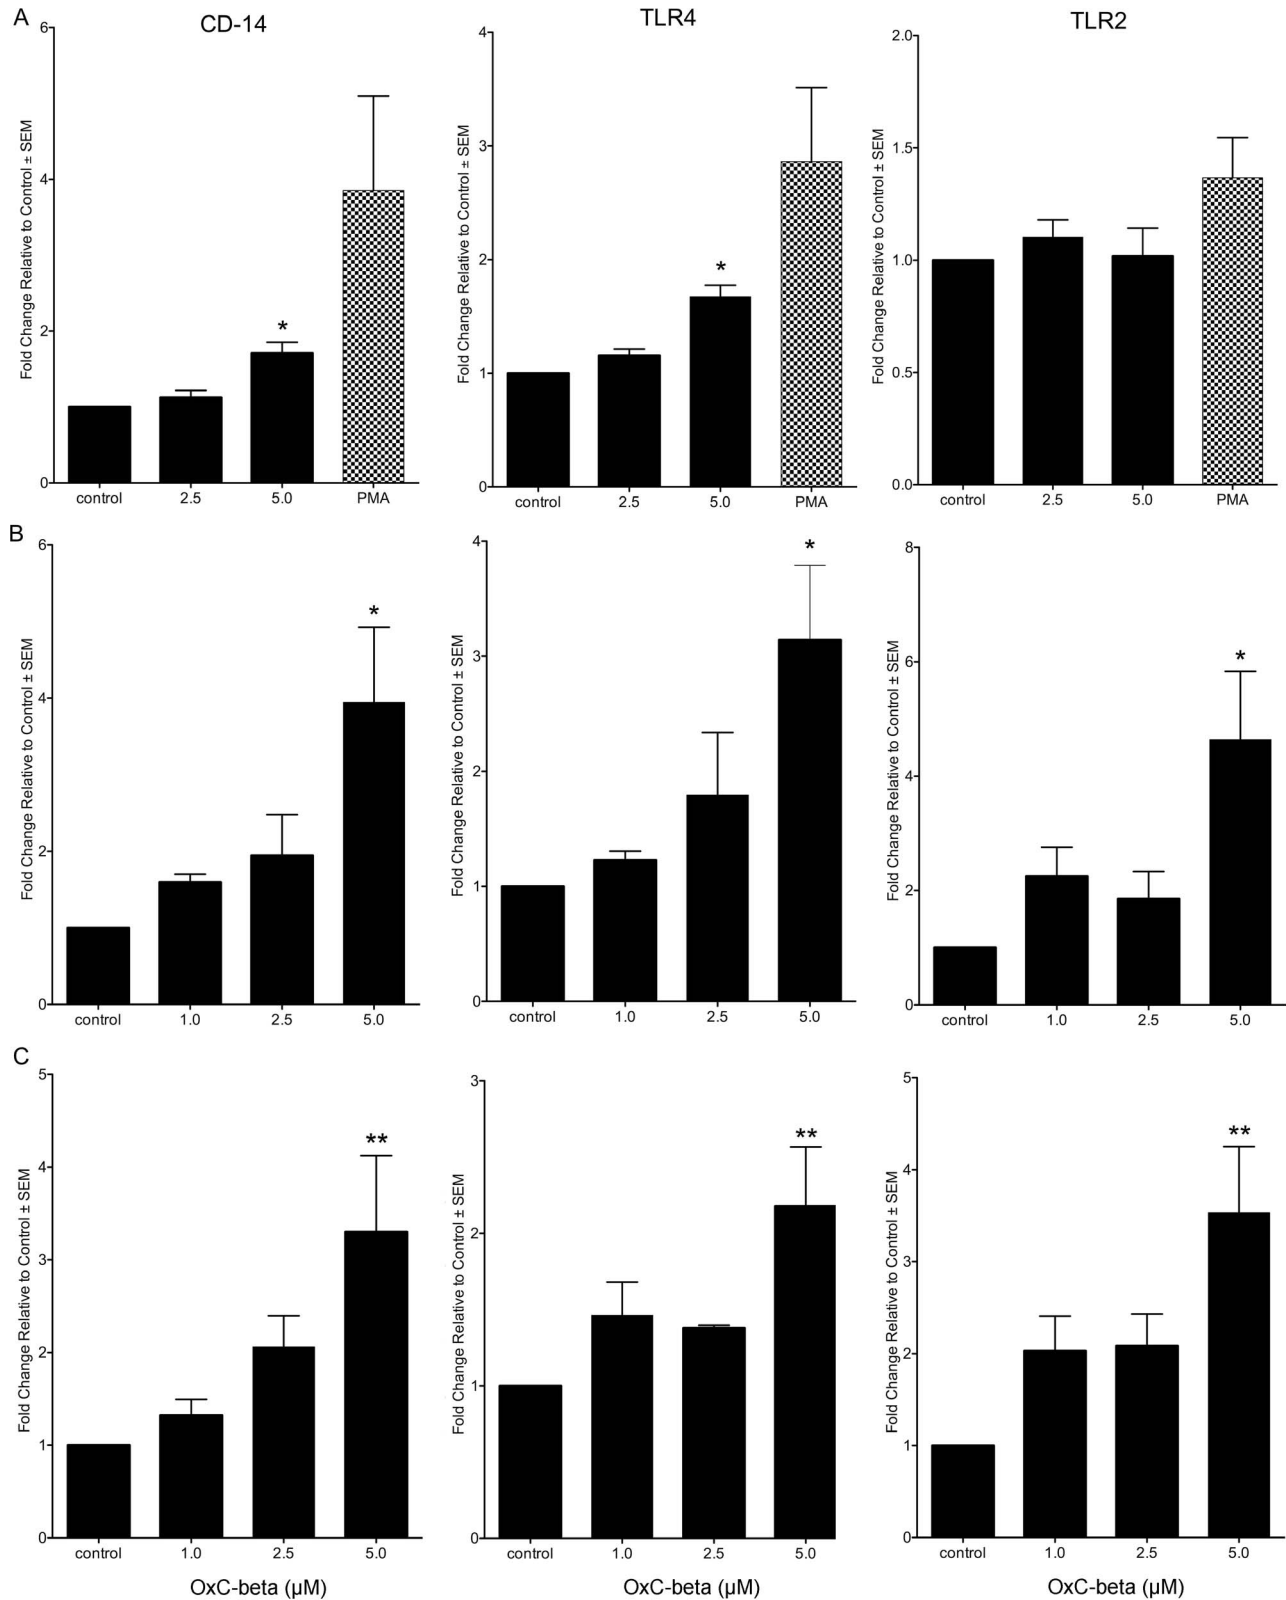 A
CD-14
TLR4
TLR2
Fold Change Relative to Control ± SEM
6
4
2
0
*
control 2.5 5.0 PMA
Fold Change Relative to Control ± SEM
4
3
2
1
0
*
control 2.5 5.0 PMA
Fold Change Relative to Control ± SEM
2.0
1.5
1.0
0.5
0.0
control 2.5 5.0 PMA
B
Fold Change Relative to Control ± SEM
6
4
2
0
*
control 1.0 2.5 5.0
Fold Change Relative to Control ± SEM
4
3
2
1
0
*
control 1.0 2.5 5.0
Fold Change Relative to Control ± SEM
8
6
4
2
0
*
control 1.0 2.5 5.0
C
Fold Change Relative to Control ± SEM
5
4
3
2
1
0
**
control 1.0 2.5 5.0
OxC-beta (µM)
Fold Change Relative to Control ± SEM
3
2
1
0
**
control 1.0 2.5 5.0
OxC-beta (µM)
Fold Change Relative to Control ± SEM
5
4
3
2
1
0
**
control 1.0 2.5 5.0
OxC-beta (µM)